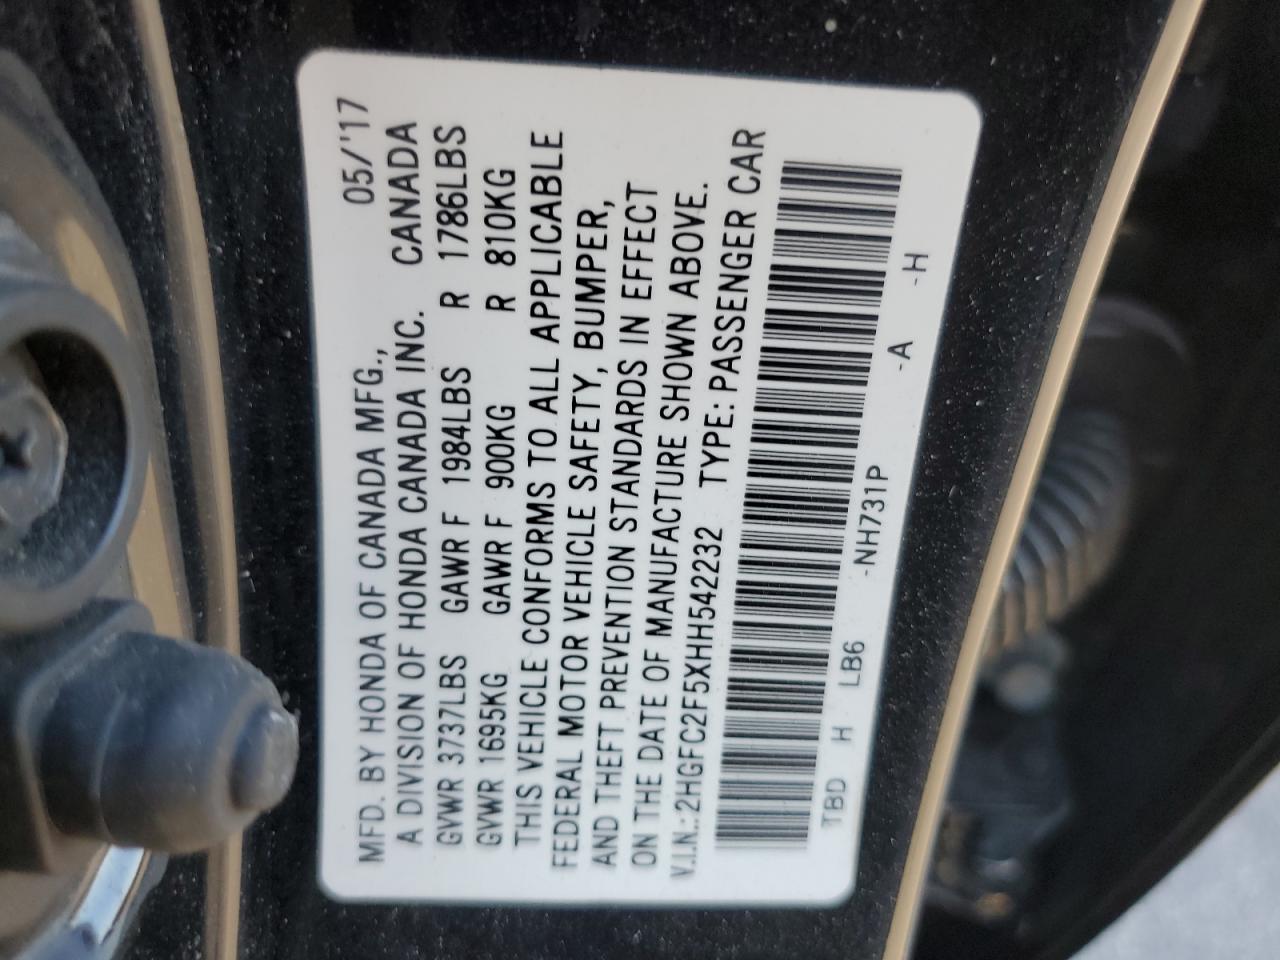 MFD. BY HONDA OF CANADA MFG., 05/'17
A DIVISION OF HONDA CANADA INC. CANADA
GVWR 3737LBS GAWR F 1984LBS R 1786LBS
GVWR 1695KG GAWR F 900KG R 810KG
THIS VEHICLE CONFORMS TO ALL APPLICABLE
FEDERAL MOTOR VEHICLE SAFETY, BUMPER,
AND THEFT PREVENTION STANDARDS IN EFFECT
ON THE DATE OF MANUFACTURE SHOWN ABOVE.
V.I.N.: 2HGFC2F5XHH542232 TYPE: PASSENGER CAR
TBD H LB6 -NH731P -A -H